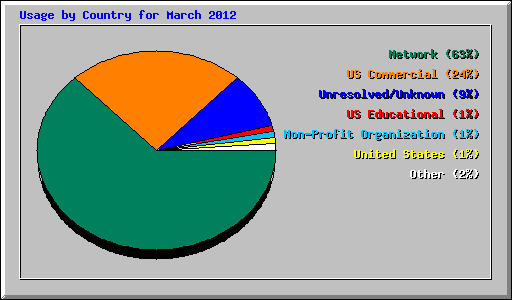 Usage by Country for March 2012
Network (63%)
US Commercial (24%)
Unresolved/Unknown (9%)
US Educational (1%)
Non-Profit Organization (1%)
United States (1%)
Other (2%)